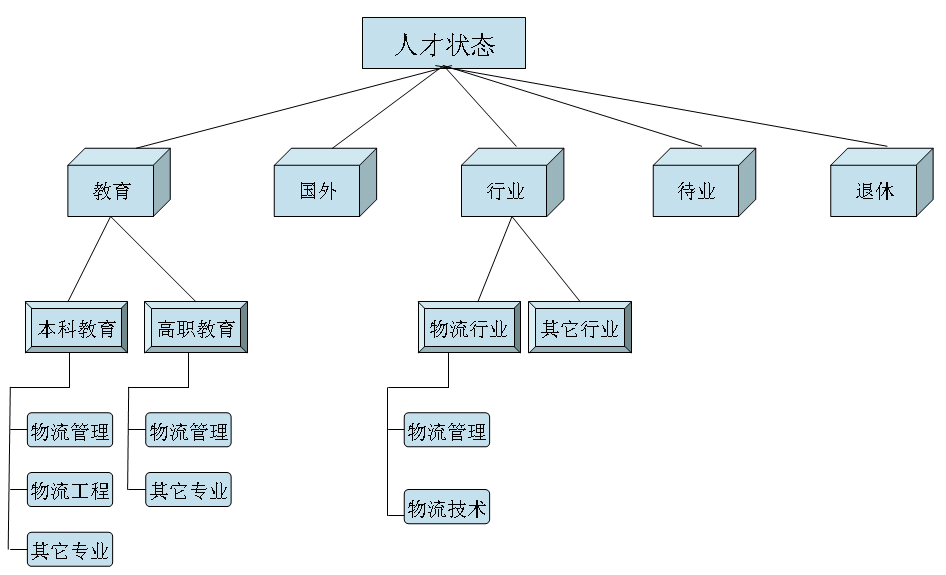 人才状态
教育
国外
行业
待业
退休
本科教育
高职教育
物流行业
其它行业
物流管理
物流管理
物流管理
物流工程
其它专业
物流技术
其它专业